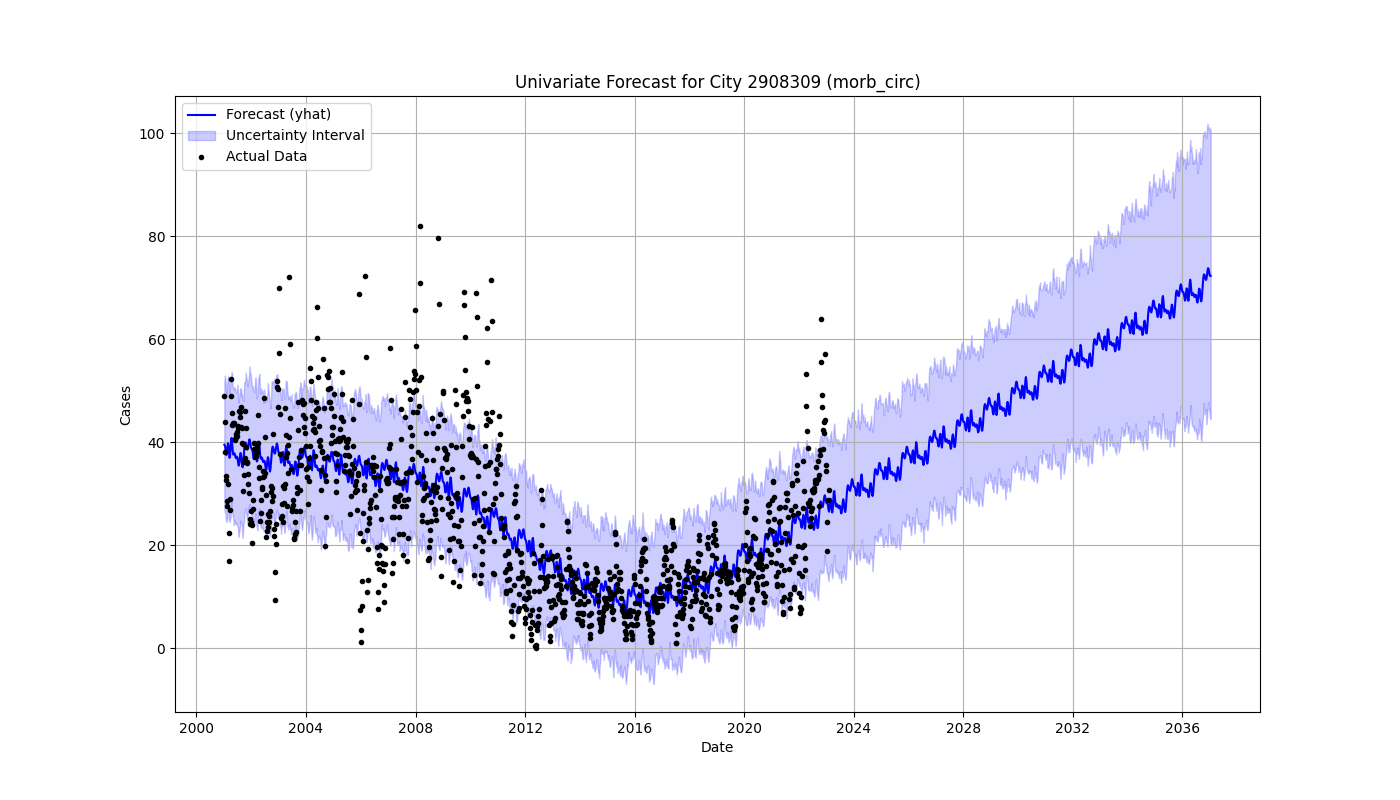 Univariate Forecast for City 2908309 (morb_circ)
Forecast (yhat)
Uncertainty Interval
Actual Data
100
80
60
40
20
0
Cases
2000 2004 2008 2012 2016 2020 2024 2028 2032 2036
Date